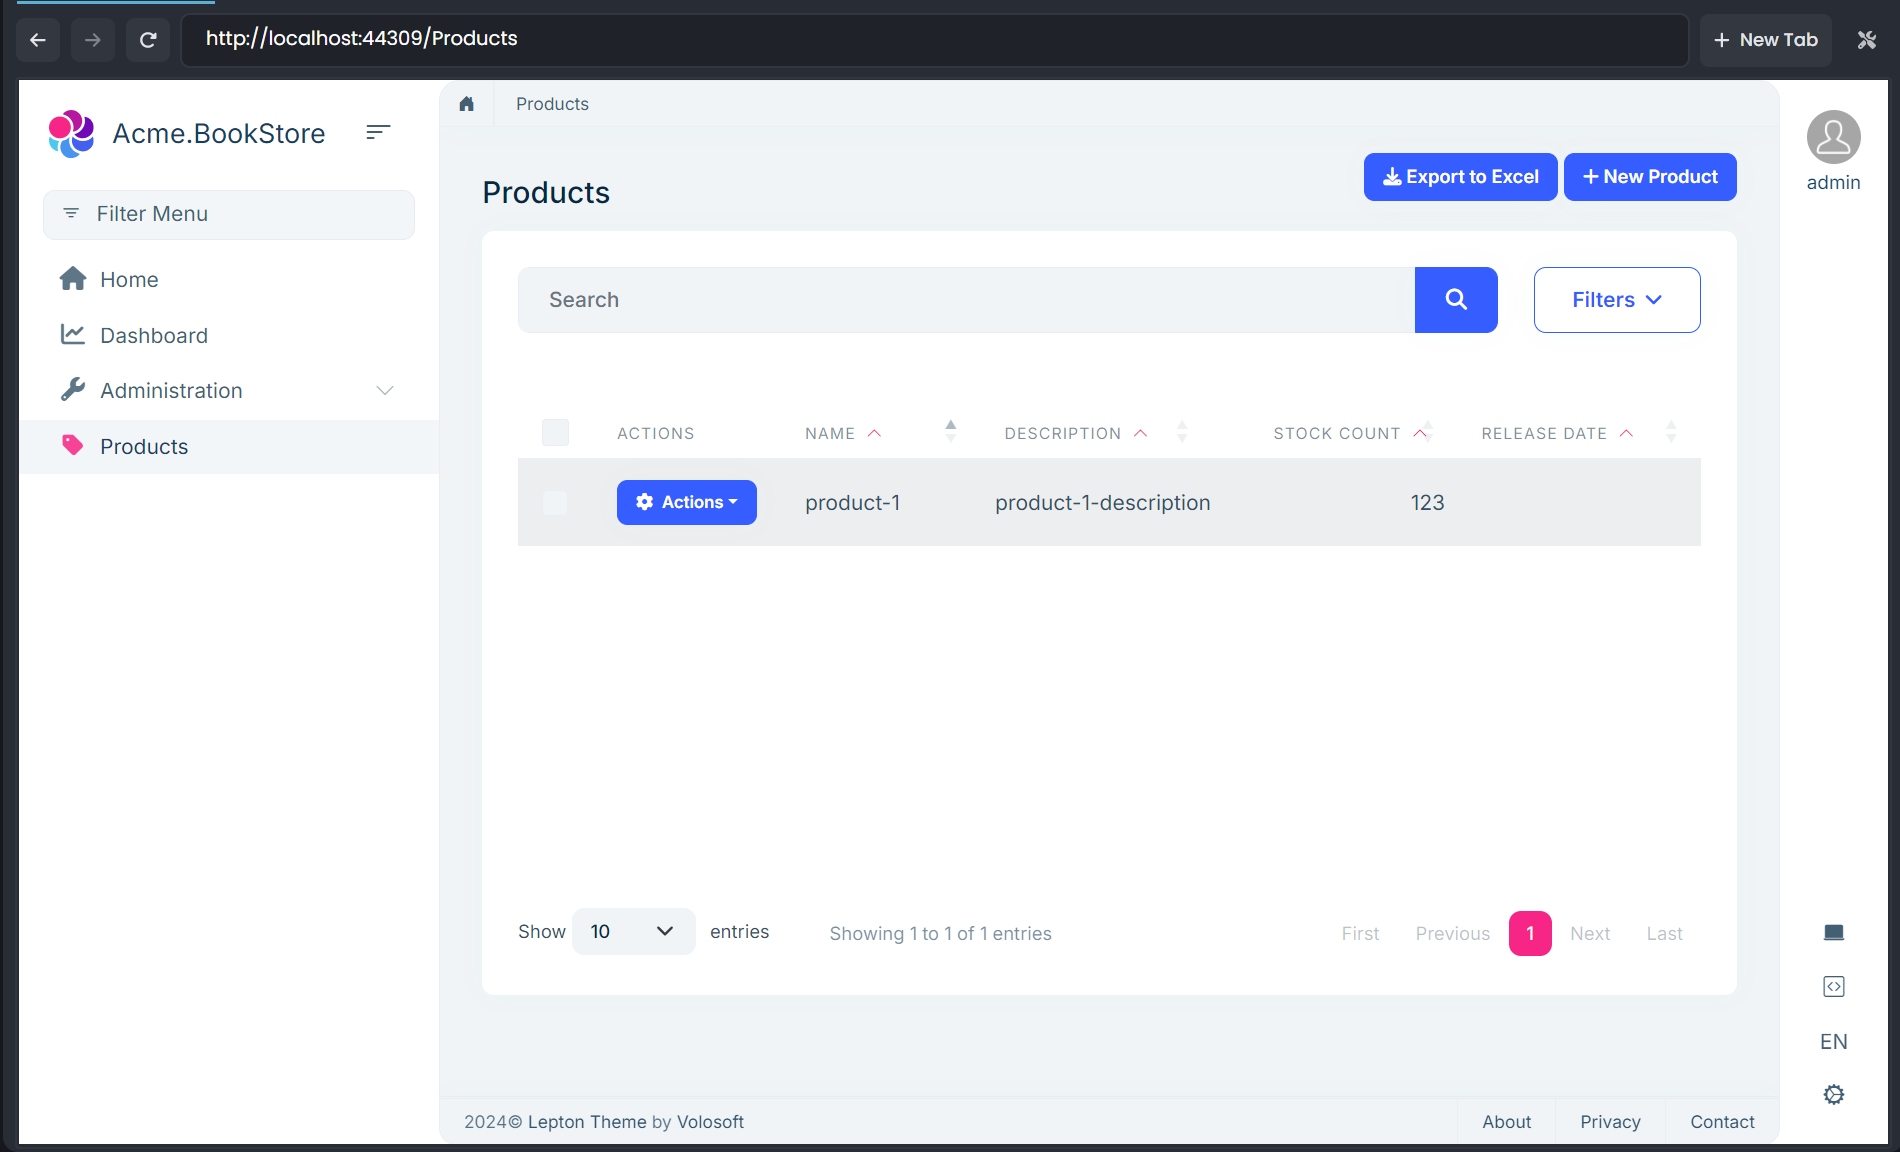 http://localhost:44309/Products
New Tab
Acme.BookStore
Filter Menu
Home
Dashboard
Administration
Products
Products
Products
Export to Excel
New Product
admin
Search
Filters
ACTIONS NAME DESCRIPTION STOCK COUNT RELEASE DATE
Actions product-1 product-1-description 123
Show 10 entries Showing 1 to 1 of 1 entries First Previous 1 Next Last
EN
2024© Lepton Theme by Volosoft About Privacy Contact